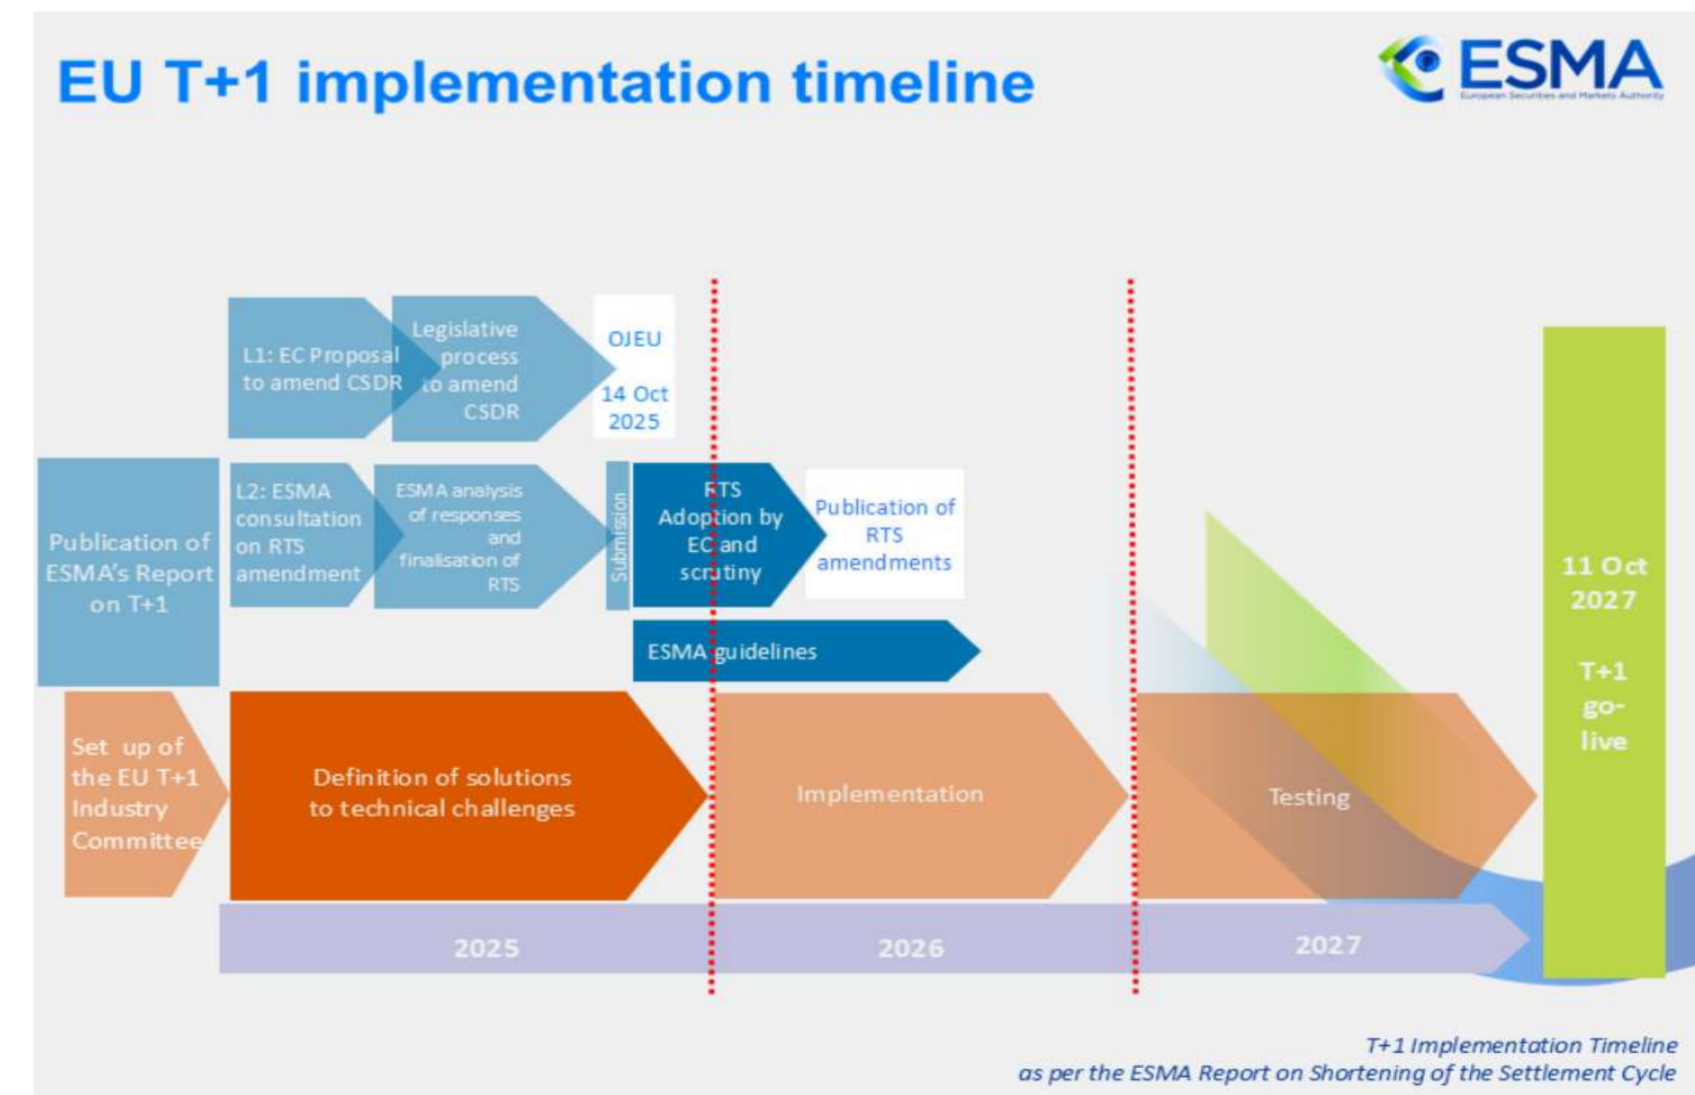 EU T+1 implementation timeline
ESMA
European Securities and Markets Authority
L1: EC Proposal
to amend CSDR
Legislative
process
to amend
CSDR
OJEU
14 Oct
2025
Publication of
ESMA's Report
on T+1
L2: ESMA
consultation
on RTS
amendment
ESMA analysis
of responses
and
finalisation of
RTS
Submission
RTS
Adoption by
EC and
scrutiny
Publication of
RTS
amendments
ESMA guidelines
Set up of
the EU T+1
Industry
Committee
Definition of solutions
to technical challenges
Implementation
Testing
11 Oct
2027
T+1
go-
live
2025
2026
2027
T+1 Implementation Timeline
as per the ESMA Report on Shortening of the Settlement Cycle